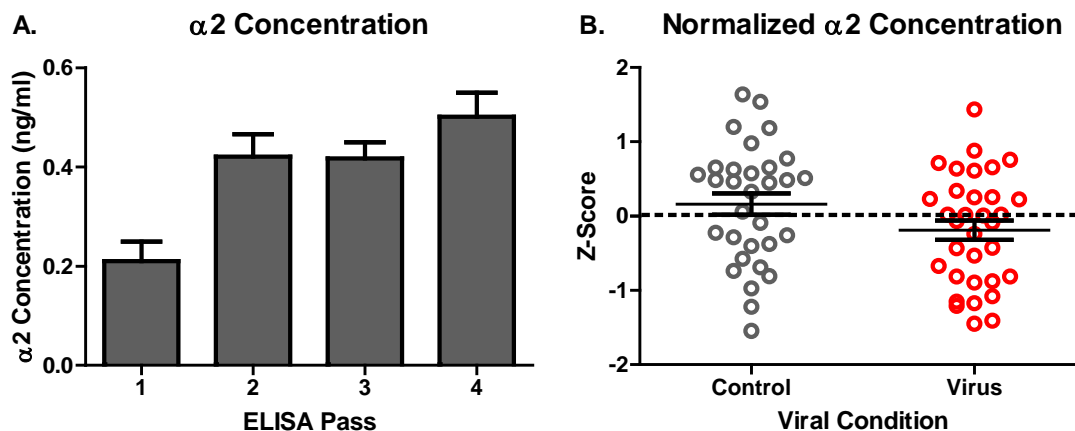 A.
α2 Concentration
α2 Concentration (ng/ml)
0.6
0.4
0.2
0.0
1 2 3 4
ELISA Pass
B.
Normalized α2 Concentration
Z-Score
2
1
0
-1
-2
Control Virus
Viral Condition